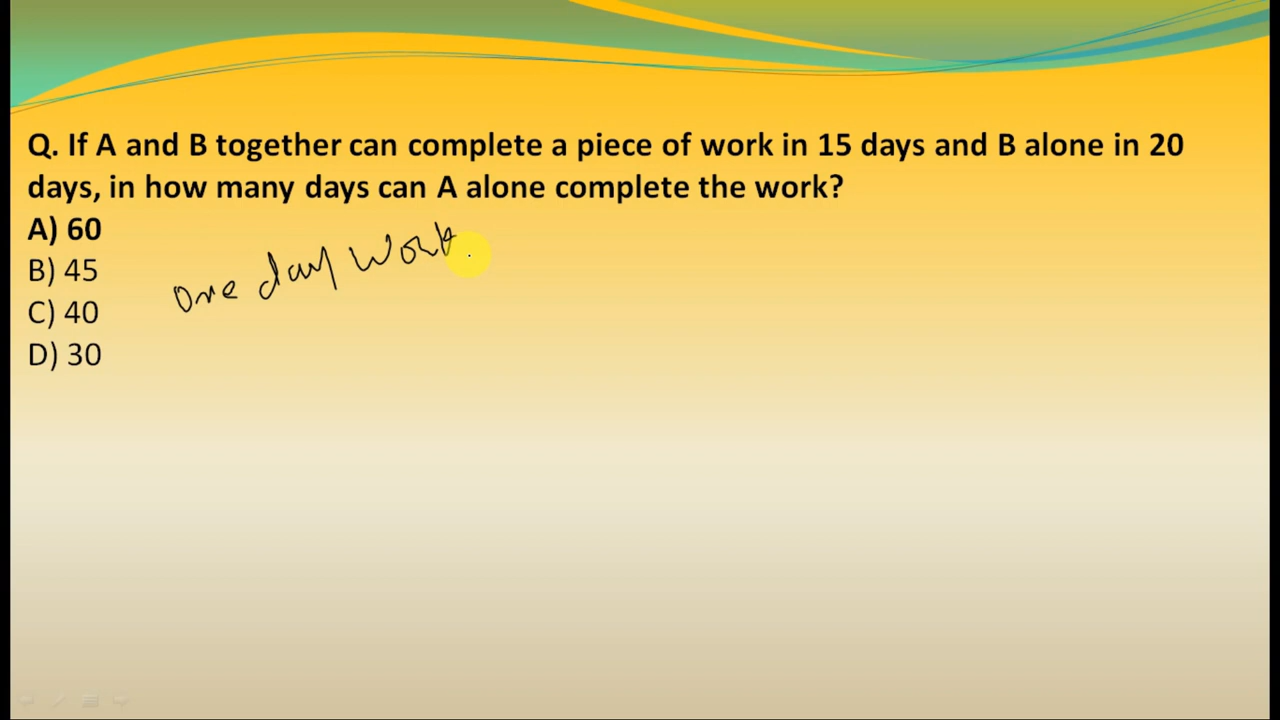 Q. If A and B together can complete a piece of work in 15 days and B alone in 20
days, in how many days can A alone complete the work?
A) 60
B) 45
C) 40
D) 30
one day work